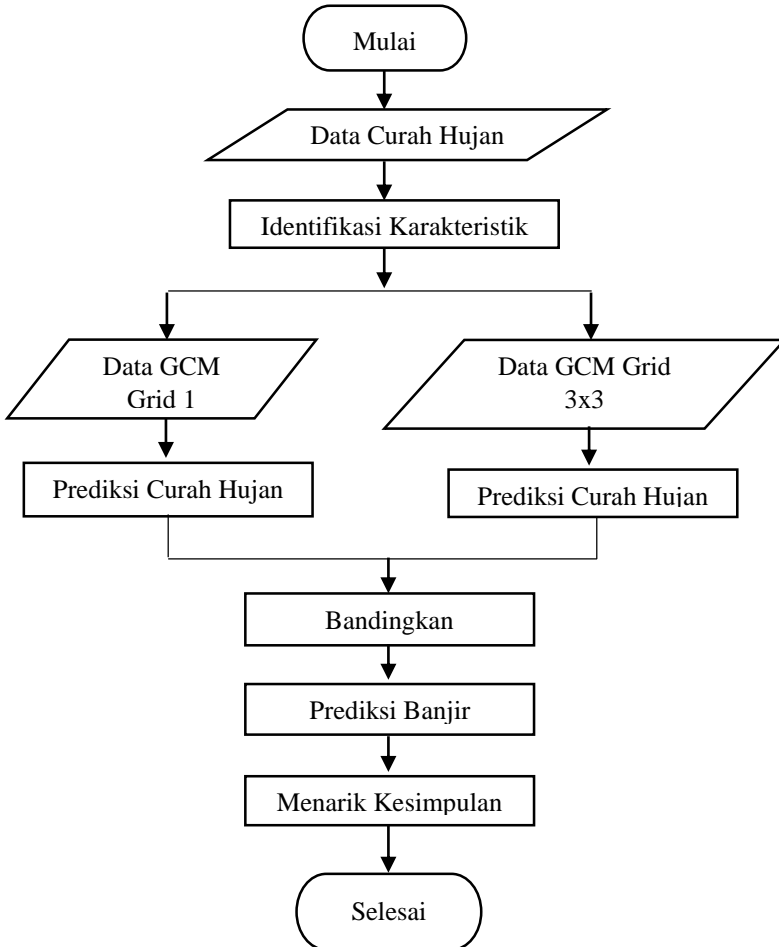 Mulai
Data Curah Hujan
Identifikasi Karakteristik
Data GCM
Grid 1
Data GCM Grid
3x3
Prediksi Curah Hujan
Prediksi Curah Hujan
Bandingkan
Prediksi Banjir
Menarik Kesimpulan
Selesai